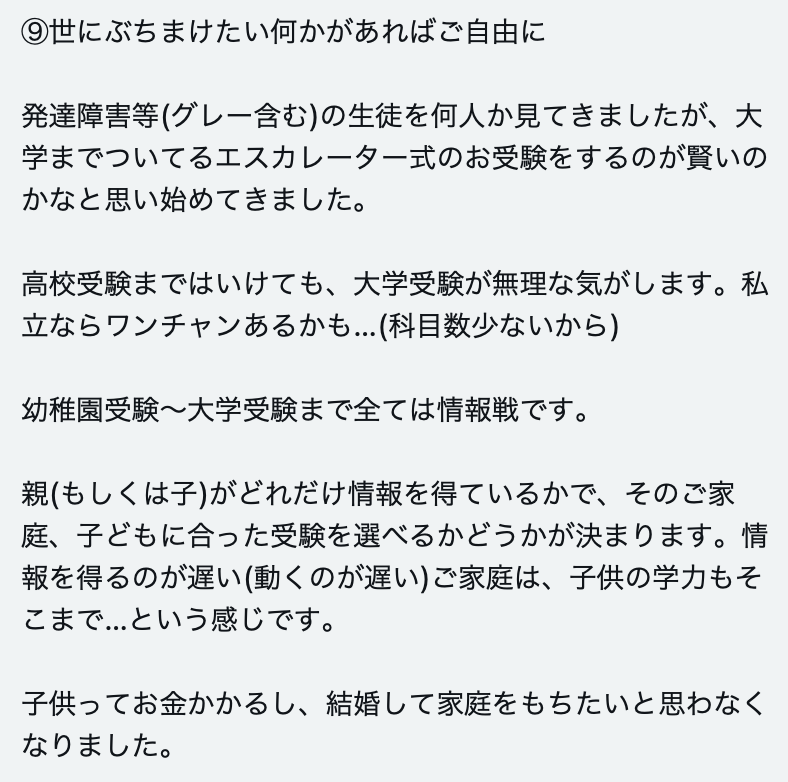 ⑨世にぶちまけたい何かがあればご自由に
発達障害等(グレー含む)の生徒を何人か見てきましたが、大
学までついてるエスカレーター式のお受験をするのが賢いの
かなと思い始めてきました。
高校受験まではいけても、大学受験が無理な気がします。私
立ならワンチャンあるかも...(科目数少ないから)
幼稚園受験〜大学受験まで全ては情報戦です。
親(もしくは子)がどれだけ情報を得ているかで、そのご家
庭、子どもに合った受験を選べるかどうかが決まります。情
報を得るのが遅い(動くのが遅い)ご家庭は、子供の学力もそ
こまで...という感じです。
子供ってお金かかるし、結婚して家庭をもちたいと思わなく
なりました。